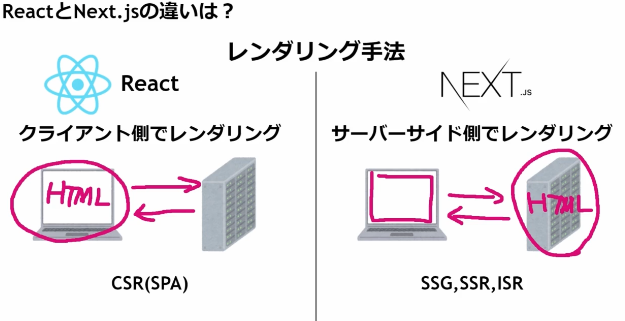 ReactとNext.jsの違いは？
レンダリング手法
React
クライアント側でレンダリング
HTML
CSR(SPA)
NEXT.JS
サーバーサイド側でレンダリング
HTML
SSG,SSR,ISR